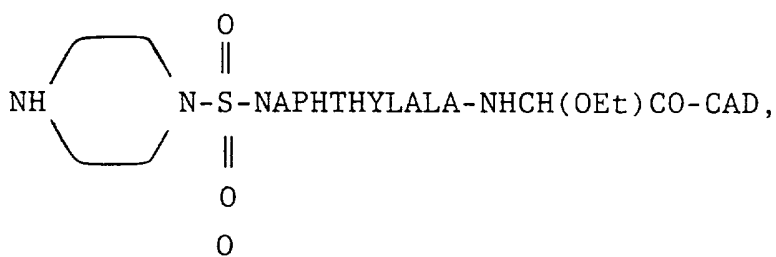 O
||
NH N-S-NAPHTHYLALA-NHCH(OEt)CO-CAD,
||
O
O